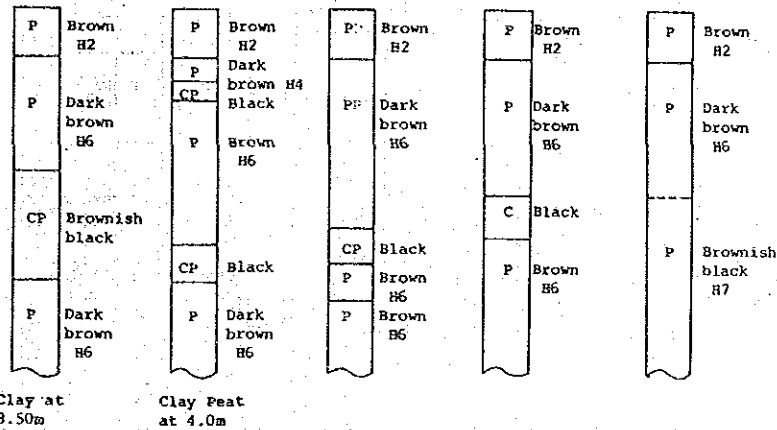 P Brown
H2
P Dark
brown
H6
CP Brownish
black
P Dark
brown
H6
Clay at
3.50m
P Brown
H2
P Dark
brown H4
CP Black
P Brown
H6
CP Black
P Dark
brown
H6
Clay Peat
at 4.0m
P Brown
H2
P Dark
brown
H6
CP Black
P Brown
H6
P Brown
H6
P Brown
H2
P Dark
brown
H6
C Black
P Brown
H6
P Brown
H2
P Dark
brown
H6
P Brownish
black
H7